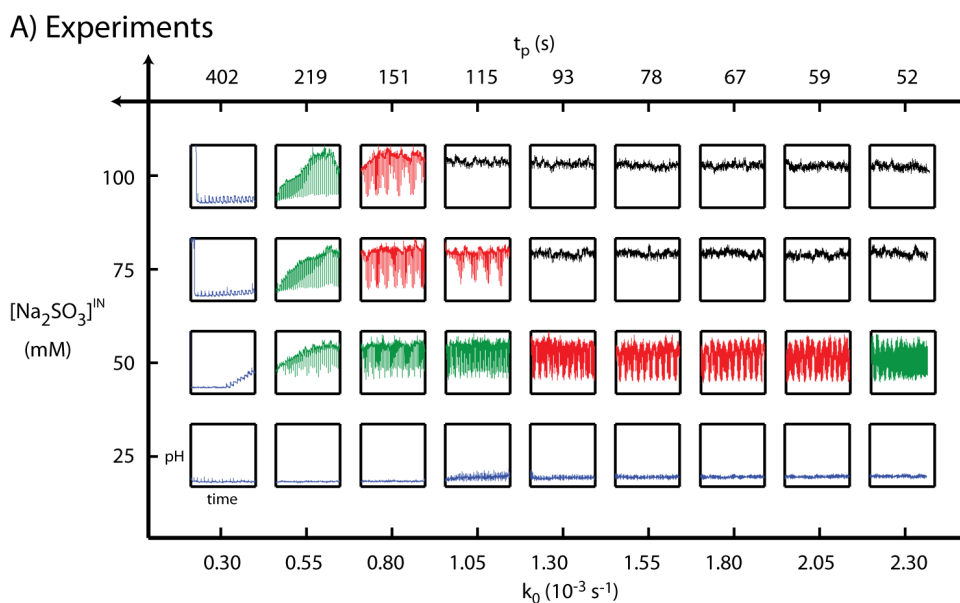 A) Experiments
t_p (s)
402 219 151 115 93 78 67 59 52
100
75
[Na₂SO₃]ᴵᴺ
(mM)
50
25
pH
time
0.30 0.55 0.80 1.05 1.30 1.55 1.80 2.05 2.30
k₀ (10⁻³ s⁻¹)